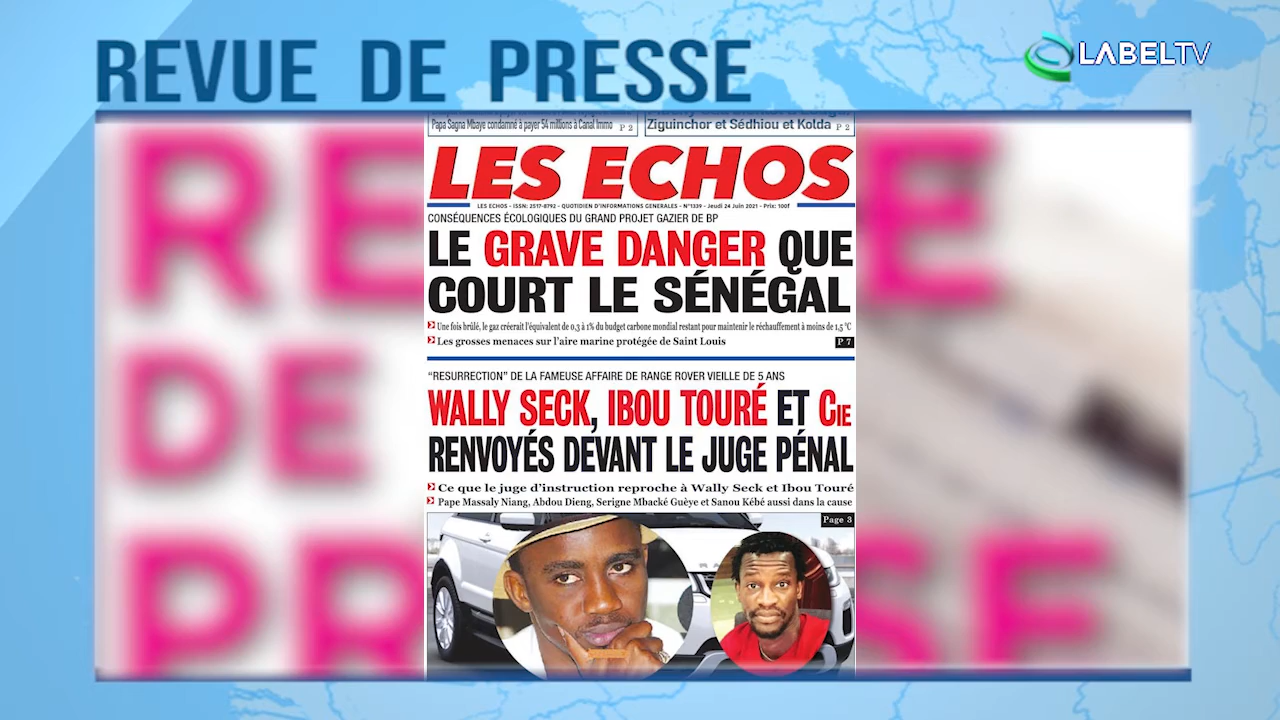 REVUE DE PRESSE
LABELTV
Papa Sagna Mbaye condamné à payer 54 millions à Canal Immo P 2
Ziguinchor et Sédhiou et Kolda P 2
LES ECHOS
LES ECHOS - ISSN: 2517-8792 - QUOTIDIEN D'INFORMATIONS GENERALES - N°1339 - Jeudi 24 Juin 2021 - Prix: 100f
CONSÉQUENCES ÉCOLOGIQUES DU GRAND PROJET GAZIER DE BP
LE GRAVE DANGER QUE
COURT LE SÉNÉGAL
Une fois brûlé, le gaz créerait l'équivalent de 0,3 à 1% du budget carbone mondial restant pour maintenir le réchauffement à moins de 1,5 °C
Les grosses menaces sur l'aire marine protégée de Saint Louis
P 7
"RESURRECTION" DE LA FAMEUSE AFFAIRE DE RANGE ROVER VIEILLE DE 5 ANS
WALLY SECK, IBOU TOURÉ ET CIE
RENVOYÉS DEVANT LE JUGE PÉNAL
Ce que le juge d'instruction reproche à Wally Seck et Ibou Touré
Pape Massaly Niang, Abdou Dieng, Serigne Mbacké Guèye et Sanou Kébé aussi dans la cause
Page 3
RE
E
DE
PR
SE